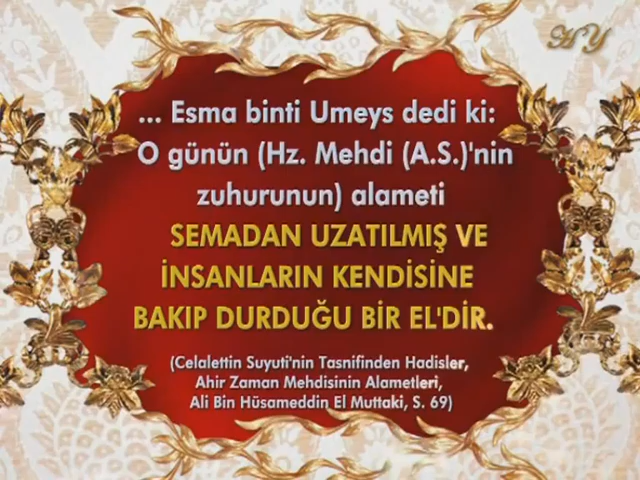 HY
... Esma binti Umeys dedi ki:
O günün (Hz. Mehdi (A.S.)'nin
zuhurunun) alameti
SEMADAN UZATILMIŞ VE
İNSANLARIN KENDİSİNE
BAKIP DURDUĞU BİR EL'DİR.
(Celalettin Suyuti'nin Tasnifinden Hadisler,
Ahir Zaman Mehdisinin Alametleri,
Ali Bin Hüsameddin El Muttaki, S. 69)